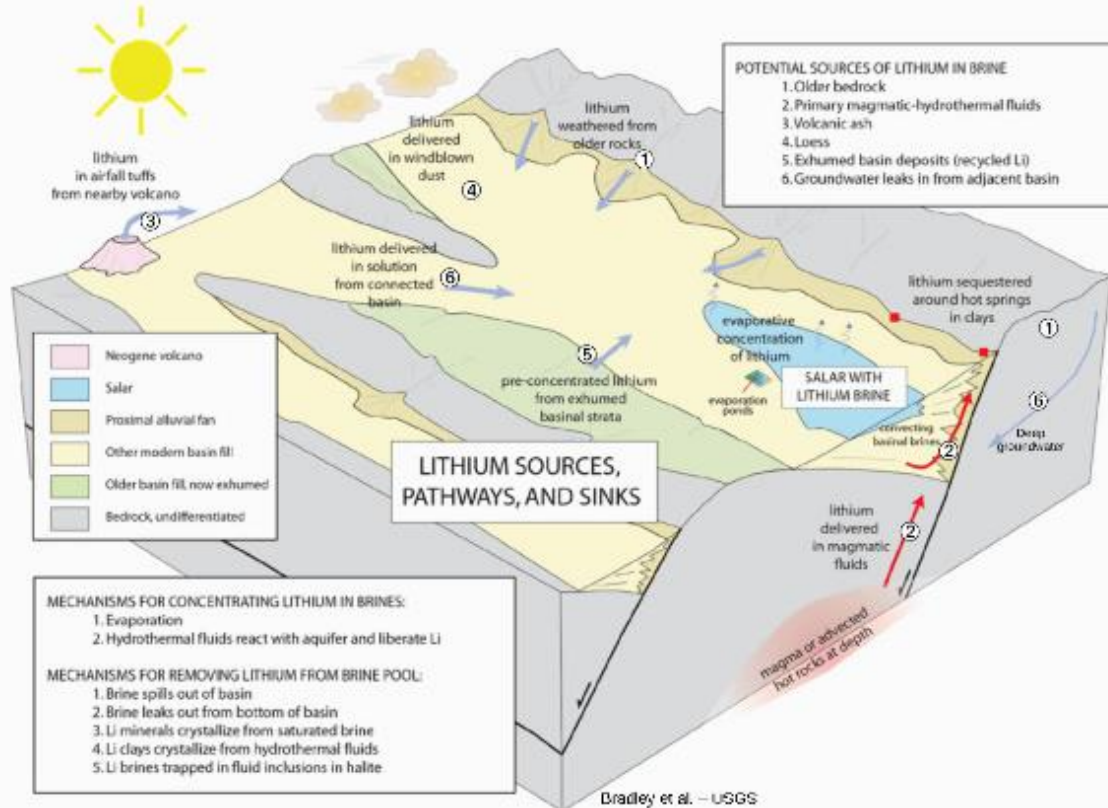 POTENTIAL SOURCES OF LITHIUM IN BRINE
1. Older bedrock
2. Primary magmatic-hydrothermal fluids
3. Volcanic ash
4. Loess
5. Exhumed basin deposits (recycled Li)
6. Groundwater leaks in from adjacent basin
lithium
in airfall tuffs
from nearby volcano
3
lithium
delivered
in windblown
dust
4
lithium
weathered from
older rocks
1
lithium delivered
in solution
from connected
basin
6
lithium sequestered
around hot springs
in clays
1
evaporative
concentration
of lithium
SALAR WITH
LITHIUM BRINE
evaporation
ponds
5
pre-concentrated lithium
from exhumed
basinal strata
convecting
basinal brines
2
6
Deep
groundwater
Neogene volcano
Salar
Proximal alluvial fan
Other modern basin fill
Older basin fill, now exhumed
Bedrock, undifferentiated
LITHIUM SOURCES,
PATHWAYS, AND SINKS
lithium
delivered
in magmatic
fluids
2
magma or advected
hot rocks at depth
MECHANISMS FOR CONCENTRATING LITHIUM IN BRINES:
1. Evaporation
2. Hydrothermal fluids react with aquifer and liberate Li
MECHANISMS FOR REMOVING LITHIUM FROM BRINE POOL:
1. Brine spills out of basin
2. Brine leaks out from bottom of basin
3. Li minerals crystallize from saturated brine
4. Li clays crystallize from hydrothermal fluids
5. Li brines trapped in fluid inclusions in halite
Bradley et al. – USGS